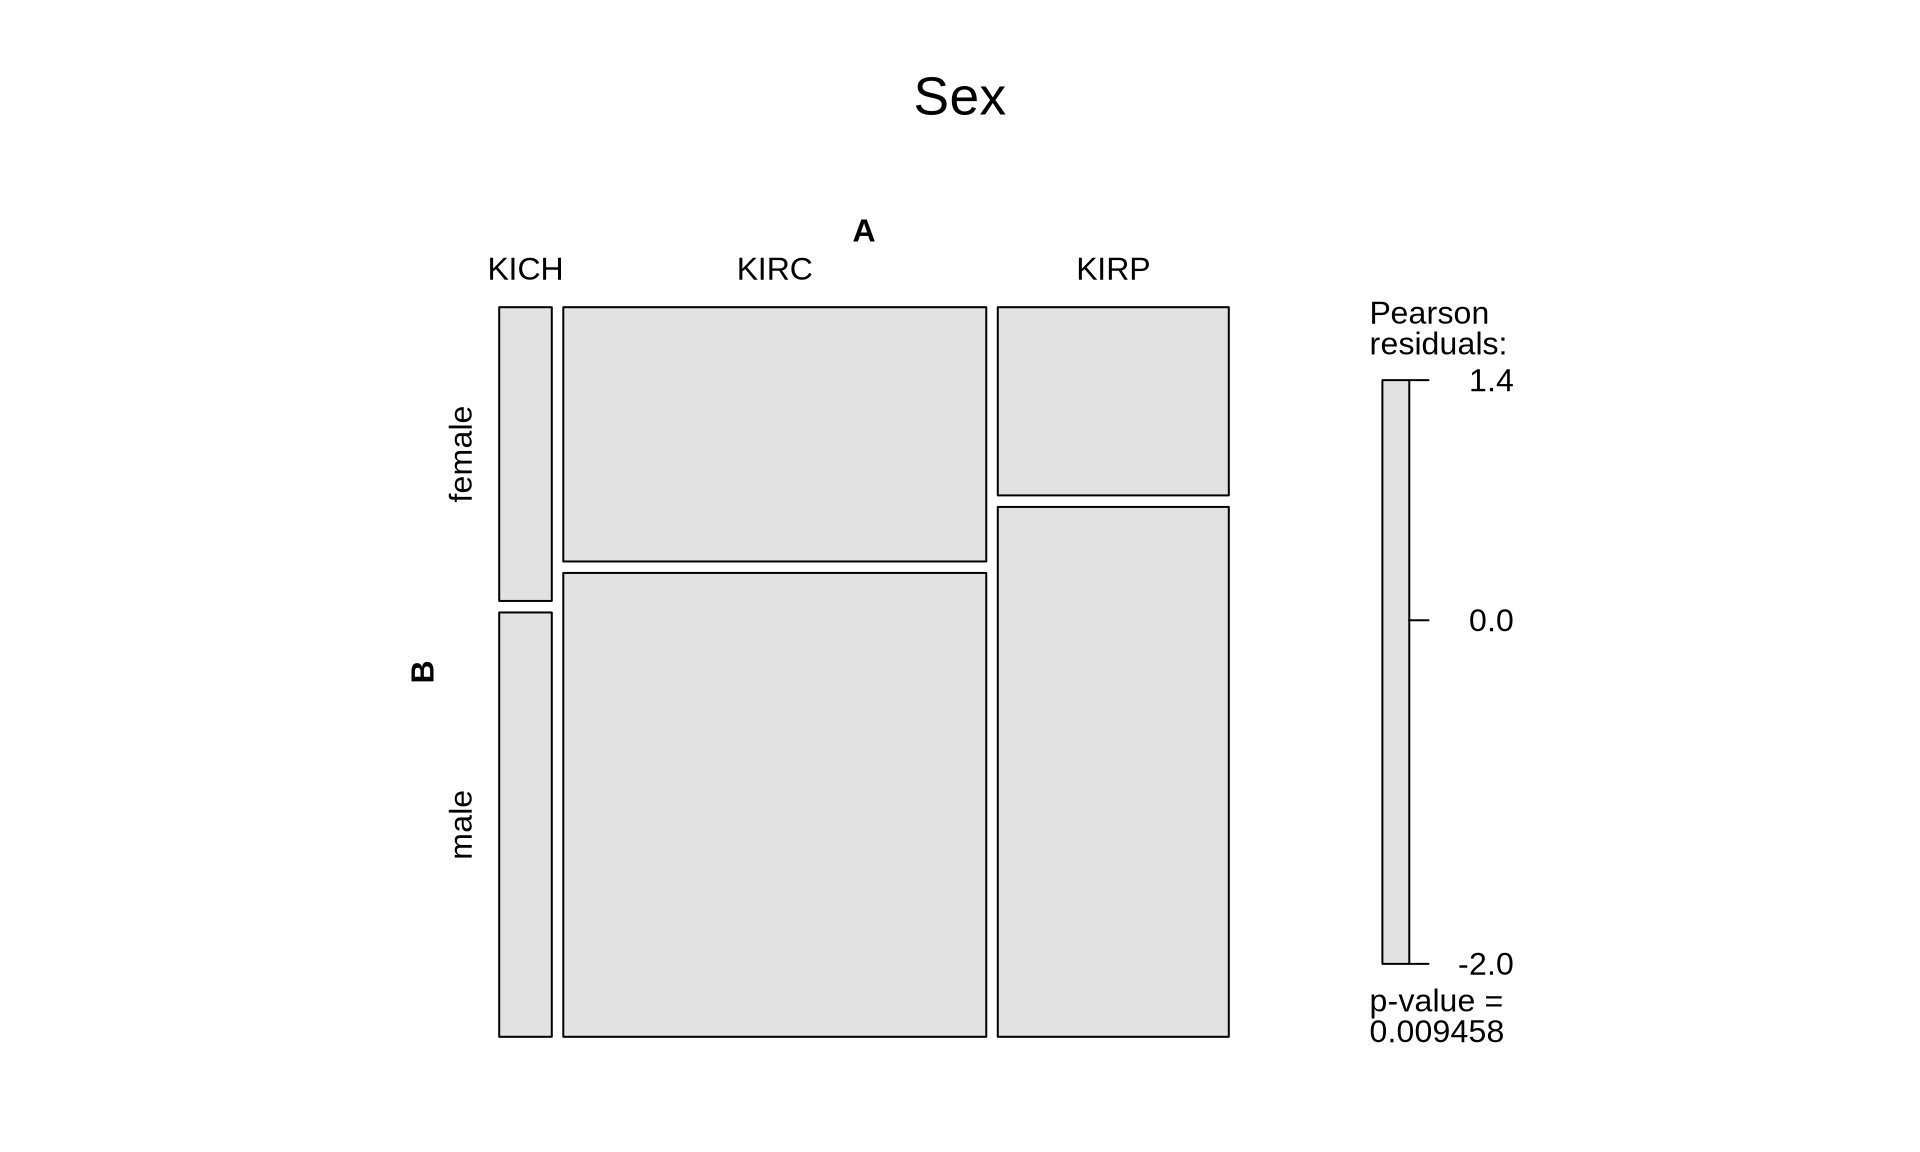 Sex
A
KICH KIRC KIRP
female
B
male
Pearson
residuals:
1.4
0.0
-2.0
p-value =
0.009458